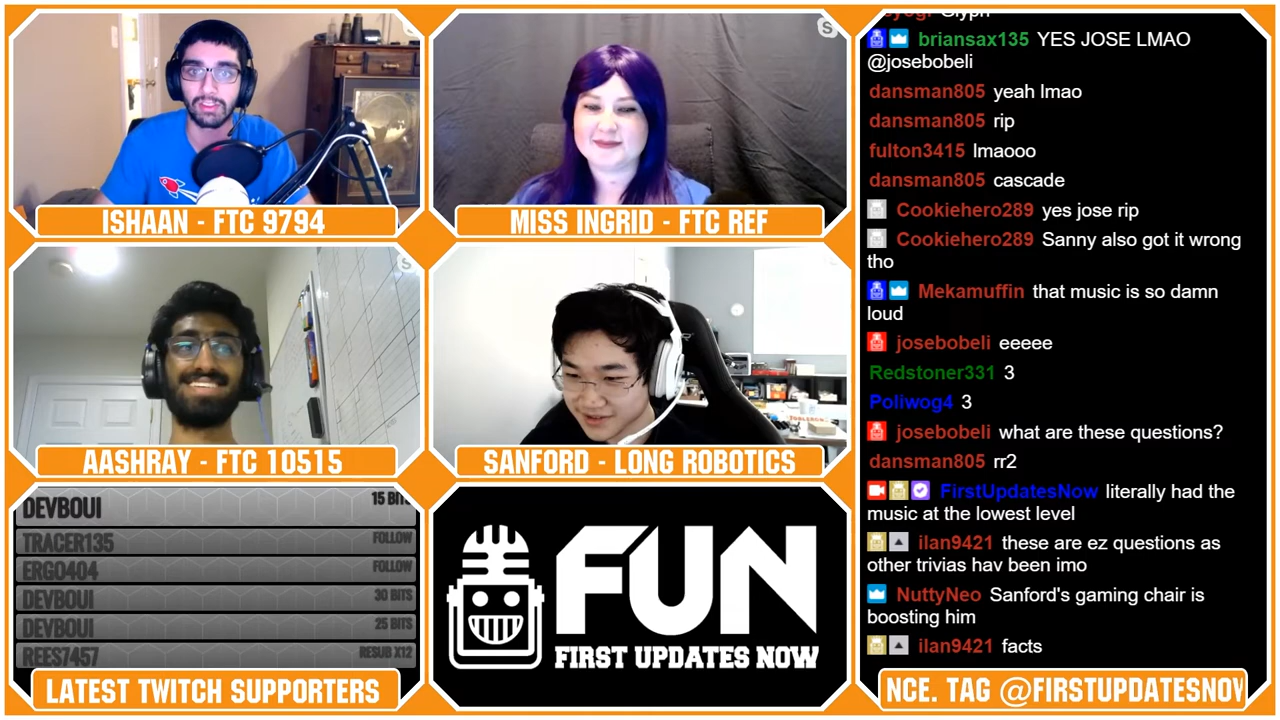 ISHAAN - FTC 9794
MISS INGRID - FTC REF
AASHRAY - FTC 10515
SANFORD - LONG ROBOTICS
DEVBOUI 15 BITS
TRACER135 FOLLOW
ERGO404 FOLLOW
DEVBOUI 30 BITS
DEVBOUI 25 BITS
REES7457 RESUB X12
LATEST TWITCH SUPPORTERS
FUN
FIRST UPDATES NOW
Glyph
briansax135 YES JOSE LMAO
@josebobeli
dansman805 yeah lmao
dansman805 rip
fulton3415 lmaooo
dansman805 cascade
Cookiehero289 yes jose rip
Cookiehero289 Sanny also got it wrong
tho
Mekamuffin that music is so damn
loud
josebobeli eeeee
Redstoner331 3
Poliwog4 3
josebobeli what are these questions?
dansman805 rr2
FirstUpdatesNow literally had the
music at the lowest level
ilan9421 these are ez questions as
other trivias hav been imo
NuttyNeo Sanford's gaming chair is
boosting him
ilan9421 facts
NCE. TAG @FIRSTUPDATESNOW